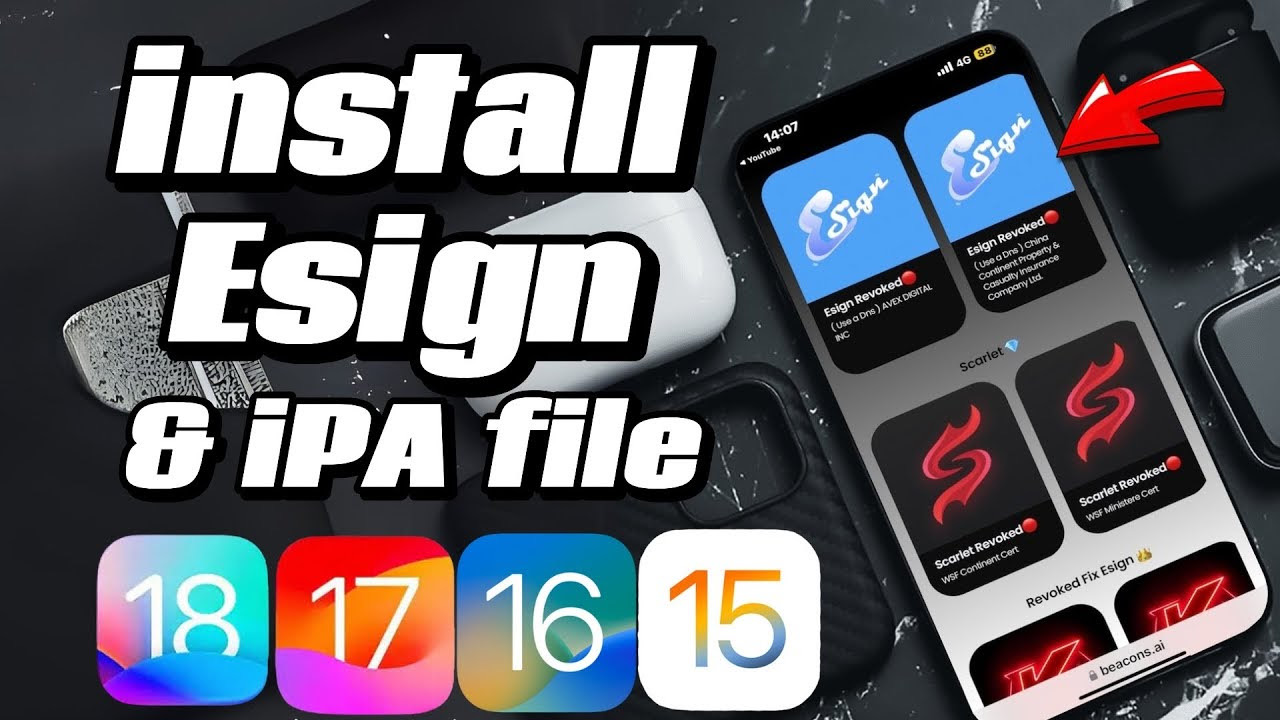 install
Esign
& iPA file
18
17
16
15
14:07
4G
88
◀ YouTube
Esign
Esign
Esign Revoked🔴
( Use a Dns ) AVEX DIGITAL
INC
Esign Revoked🔴
( Use a Dns ) China
Continent Property &
Casualty Insurance
Company Ltd.
Scarlet 💎
Scarlet Revoked🔴
WSF Continent Cert
Scarlet Revoked🔴
WSF Ministere Cert
Revoked Fix Esign 👑
beacons.ai